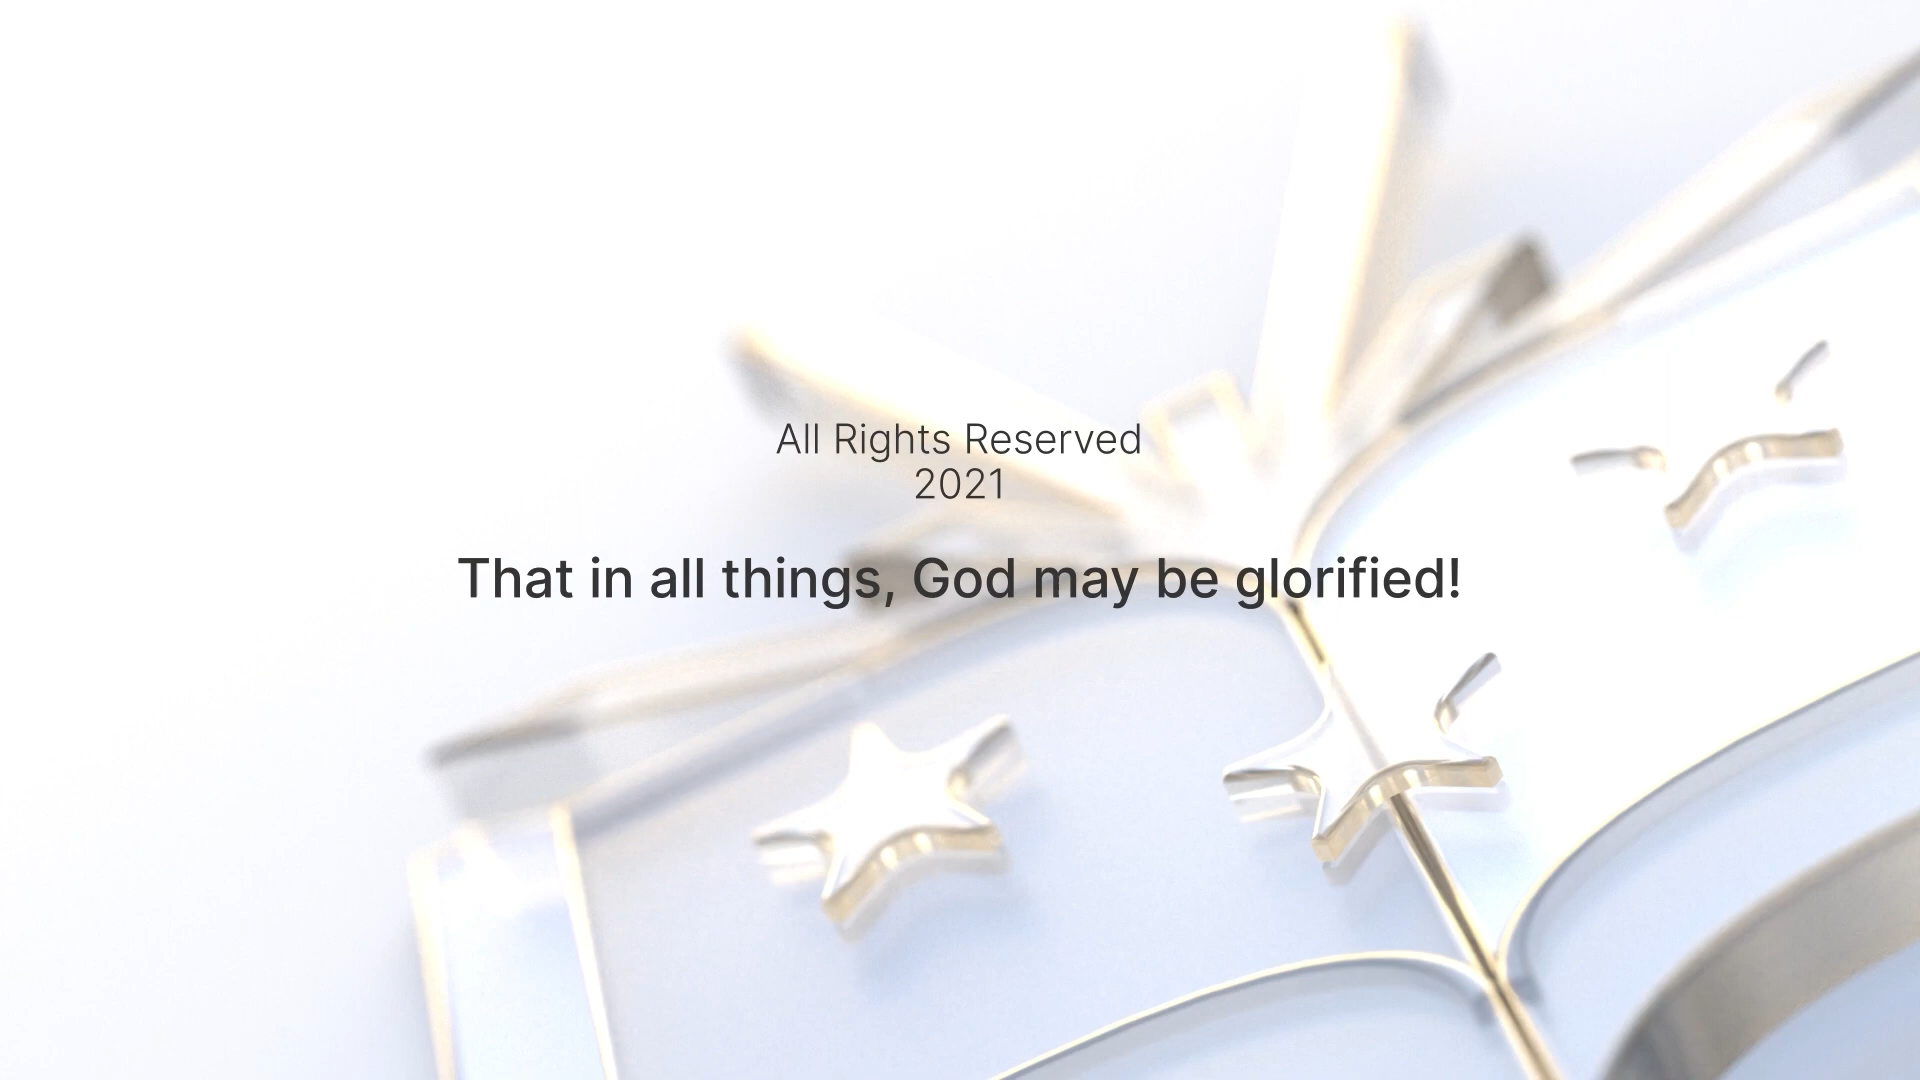 All Rights Reserved
2021
That in all things, God may be glorified!